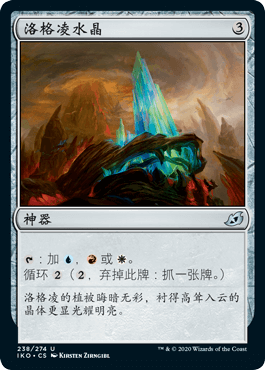 洛格凌水晶 3
神器
:加,或。
循环2(2,弃掉此牌:抓一张牌。)
洛格凌的植被晦暗无彩,衬得高耸入云的
晶体更显光耀明亮。
238/274 U
IKO • CS KIRSTEN ZIRNGIBL
™ & © 2020 Wizards of the Coast